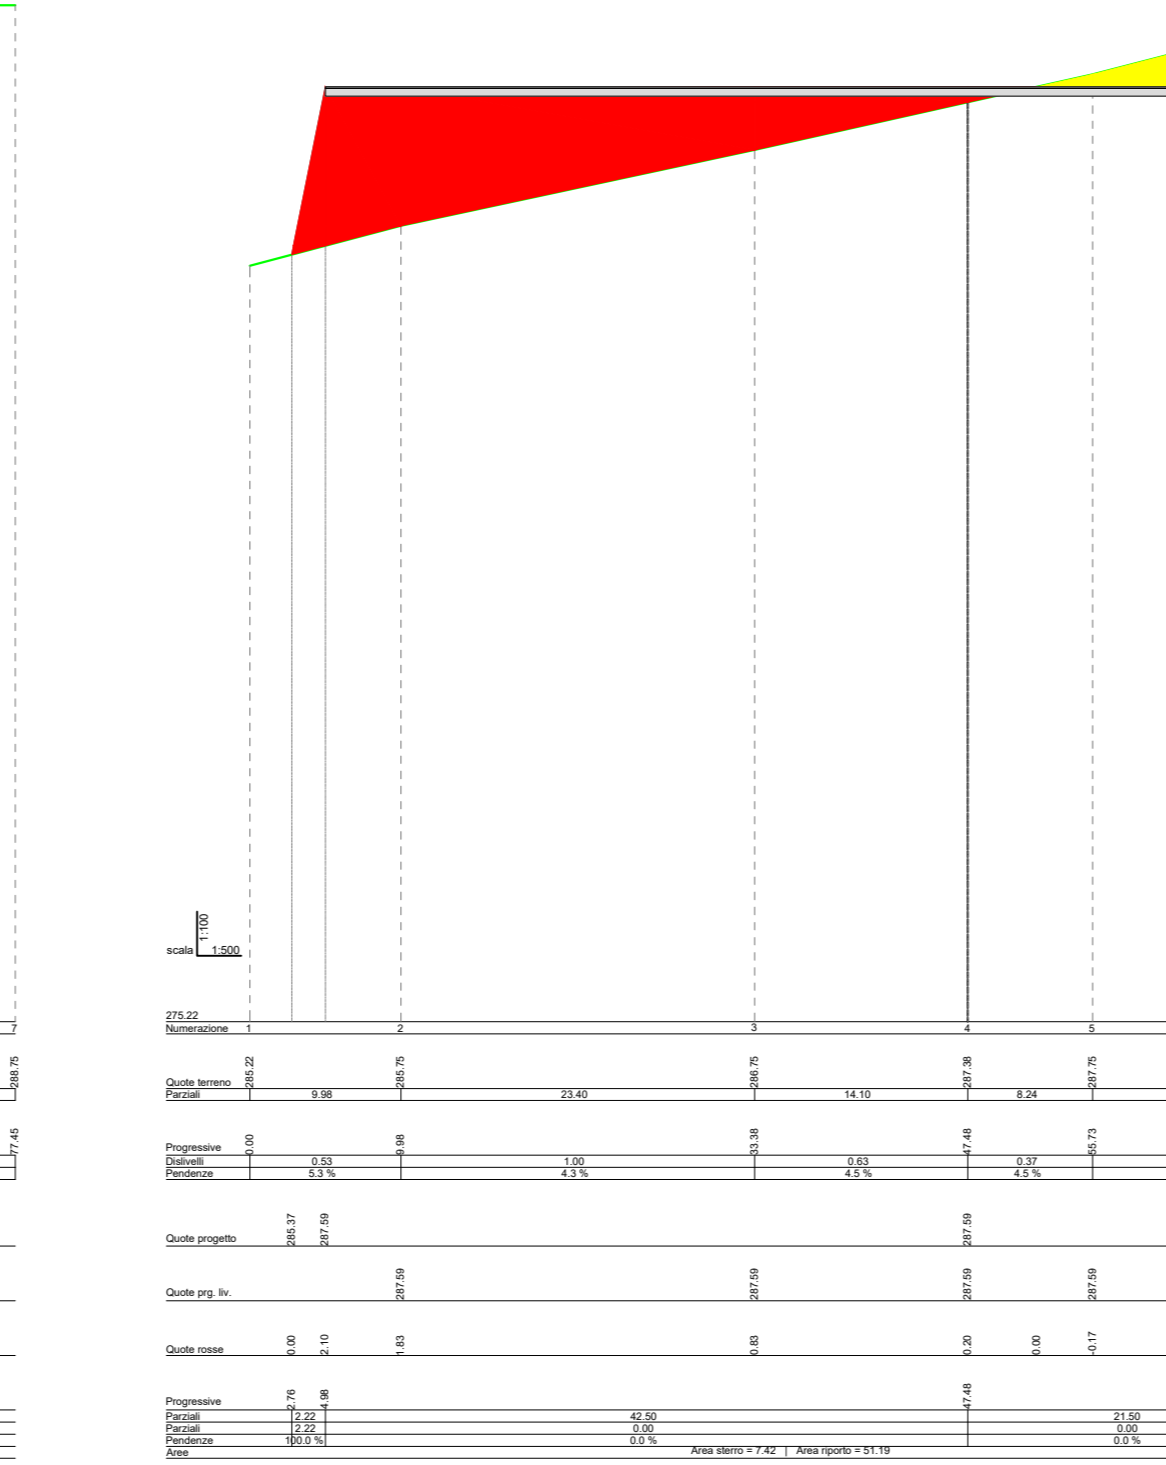 1:100
scala 1:500
275.22
7
Numerazione 1 2 3 4 5
288.75
Quote terreno 285.22 285.75 286.75 287.38 287.75
Parziali 9.98 23.40 14.10 8.24
77.45
Progressive 0.00 9.98 33.38 47.48 55.73
Dislivelli 0.53 1.00 0.63 0.37
Pendenze 5.3 % 4.3 % 4.5 % 4.5 %
Quote progetto 285.37 287.59 287.59
Quote prg. liv. 287.59 287.59 287.59 287.59
Quote rosse 0.00 2.10 1.83 0.83 0.20 0.00 -0.17
Progressive 2.76 4.98 47.48
Parziali 2.22 42.50 21.50
Parziali 2.22 0.00 0.00
Pendenze 100.0 % 0.0 % 0.0 %
Aree Area sterro = 7.42 | Area riporto = 51.19